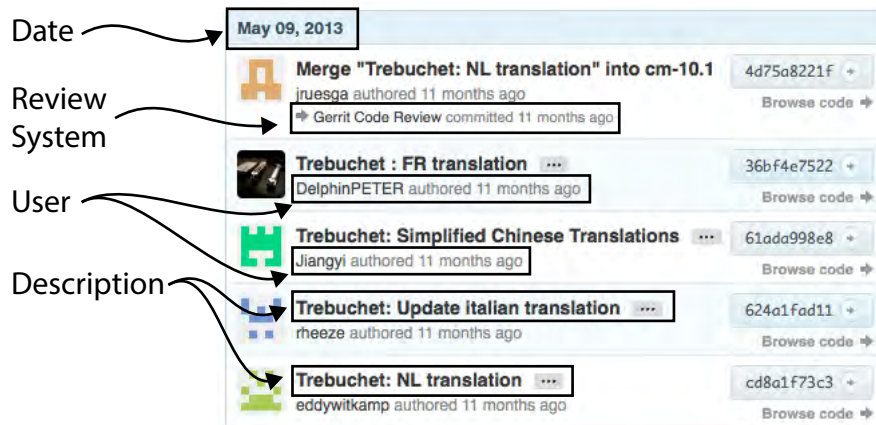 Date
May 09, 2013
Merge "Trebuchet: NL translation" into cm-10.1
4d75a8221f
jruesga authored 11 months ago
Browse code
Review
System
Gerrit Code Review committed 11 months ago
Trebuchet : FR translation ...
36bf4e7522
User
DelphinPETER authored 11 months ago
Browse code
Trebuchet: Simplified Chinese Translations ...
61ada998e8
Jiangyi authored 11 months ago
Browse code
Description
Trebuchet: Update italian translation ...
624a1fad11
rheeze authored 11 months ago
Browse code
Trebuchet: NL translation ...
cd8a1f73c3
eddywitkamp authored 11 months ago
Browse code